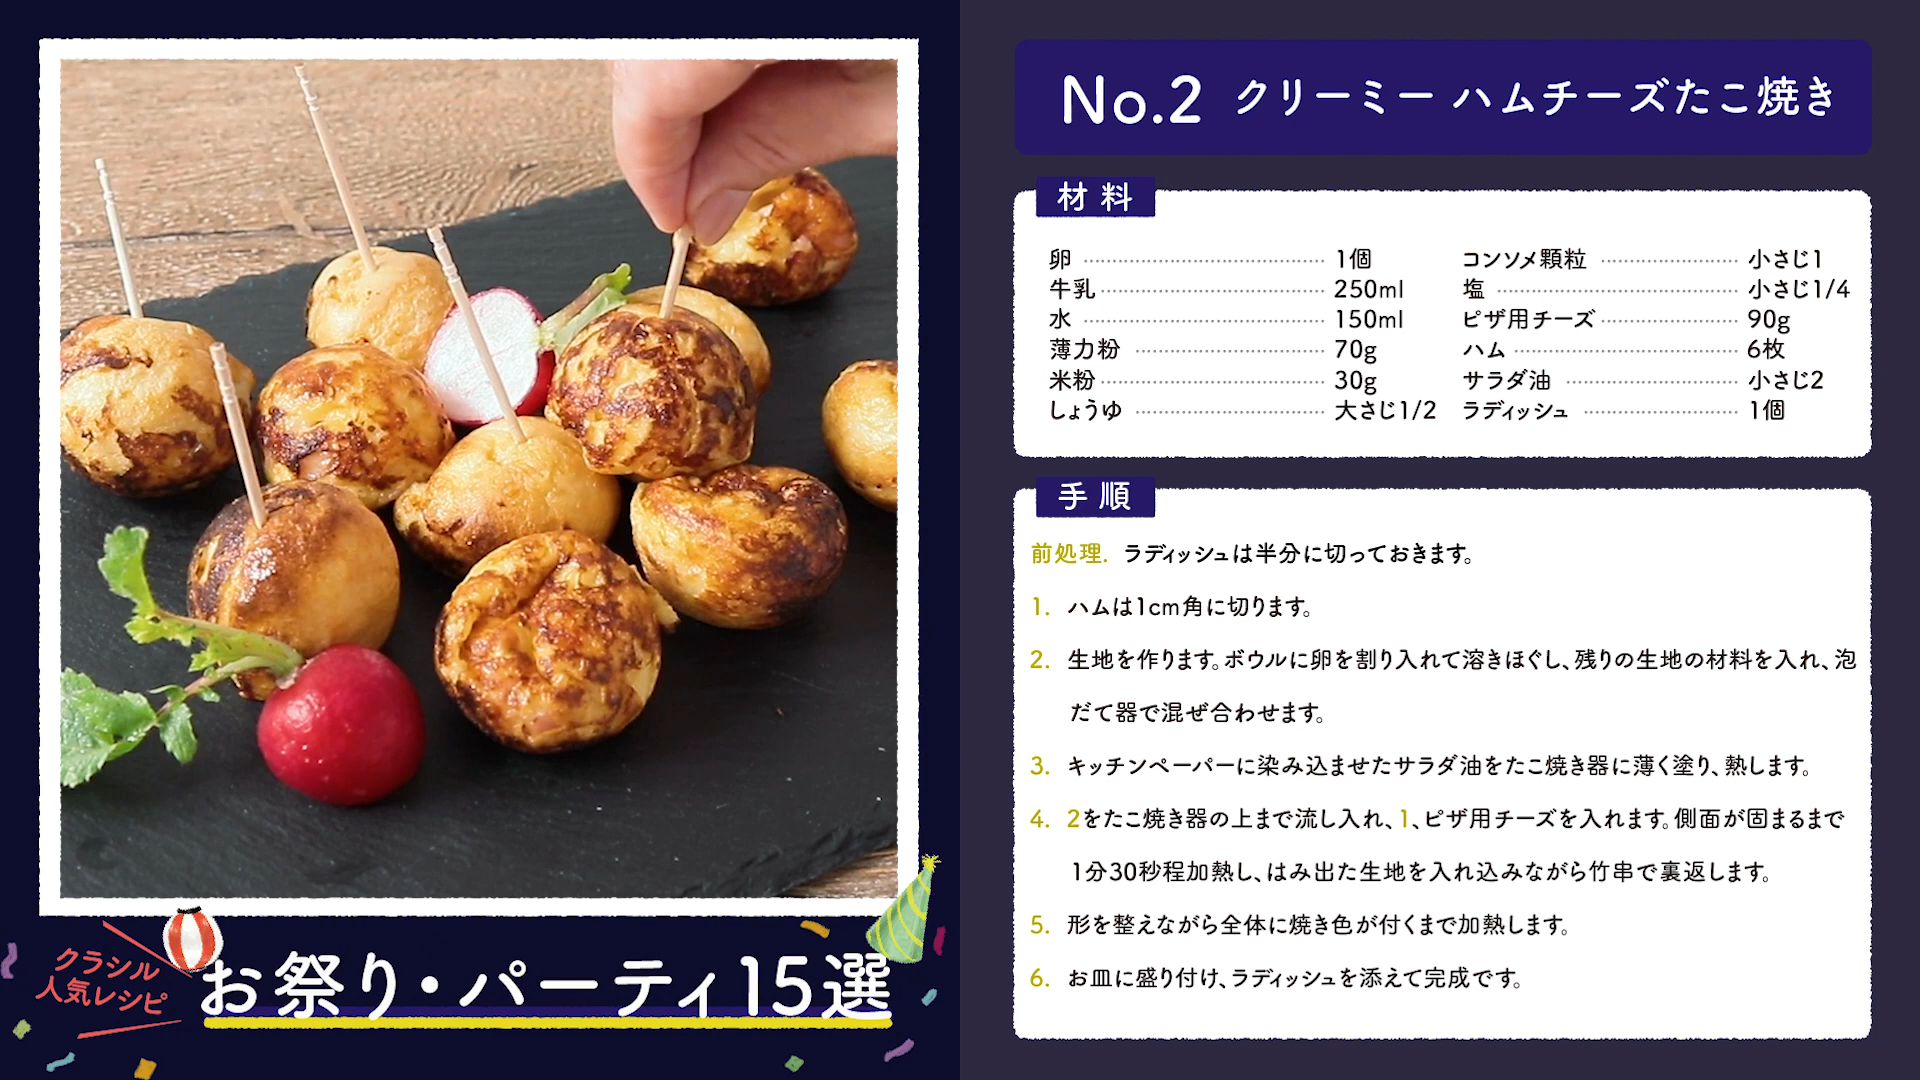 クラシル
人気レシピ
お祭り・パーティ15選
No.2 クリーミー ハムチーズたこ焼き
材料
卵 1個
牛乳 250ml
水 150ml
薄力粉 70g
米粉 30g
しょうゆ 大さじ1/2
コンソメ顆粒 小さじ1
塩 小さじ1/4
ピザ用チーズ 90g
ハム 6枚
サラダ油 小さじ2
ラディッシュ 1個
手順
前処理. ラディッシュは半分に切っておきます。
1. ハムは1cm角に切ります。
2. 生地を作ります。ボウルに卵を割り入れて溶きほぐし、残りの生地の材料を入れ、泡
だて器で混ぜ合わせます。
3. キッチンペーパーに染み込ませたサラダ油をたこ焼き器に薄く塗り、熱します。
4. 2をたこ焼き器の上まで流し入れ、1、ピザ用チーズを入れます。側面が固まるまで
1分30秒程加熱し、はみ出た生地を入れ込みながら竹串で裏返します。
5. 形を整えながら全体に焼き色が付くまで加熱します。
6. お皿に盛り付け、ラディッシュを添えて完成です。